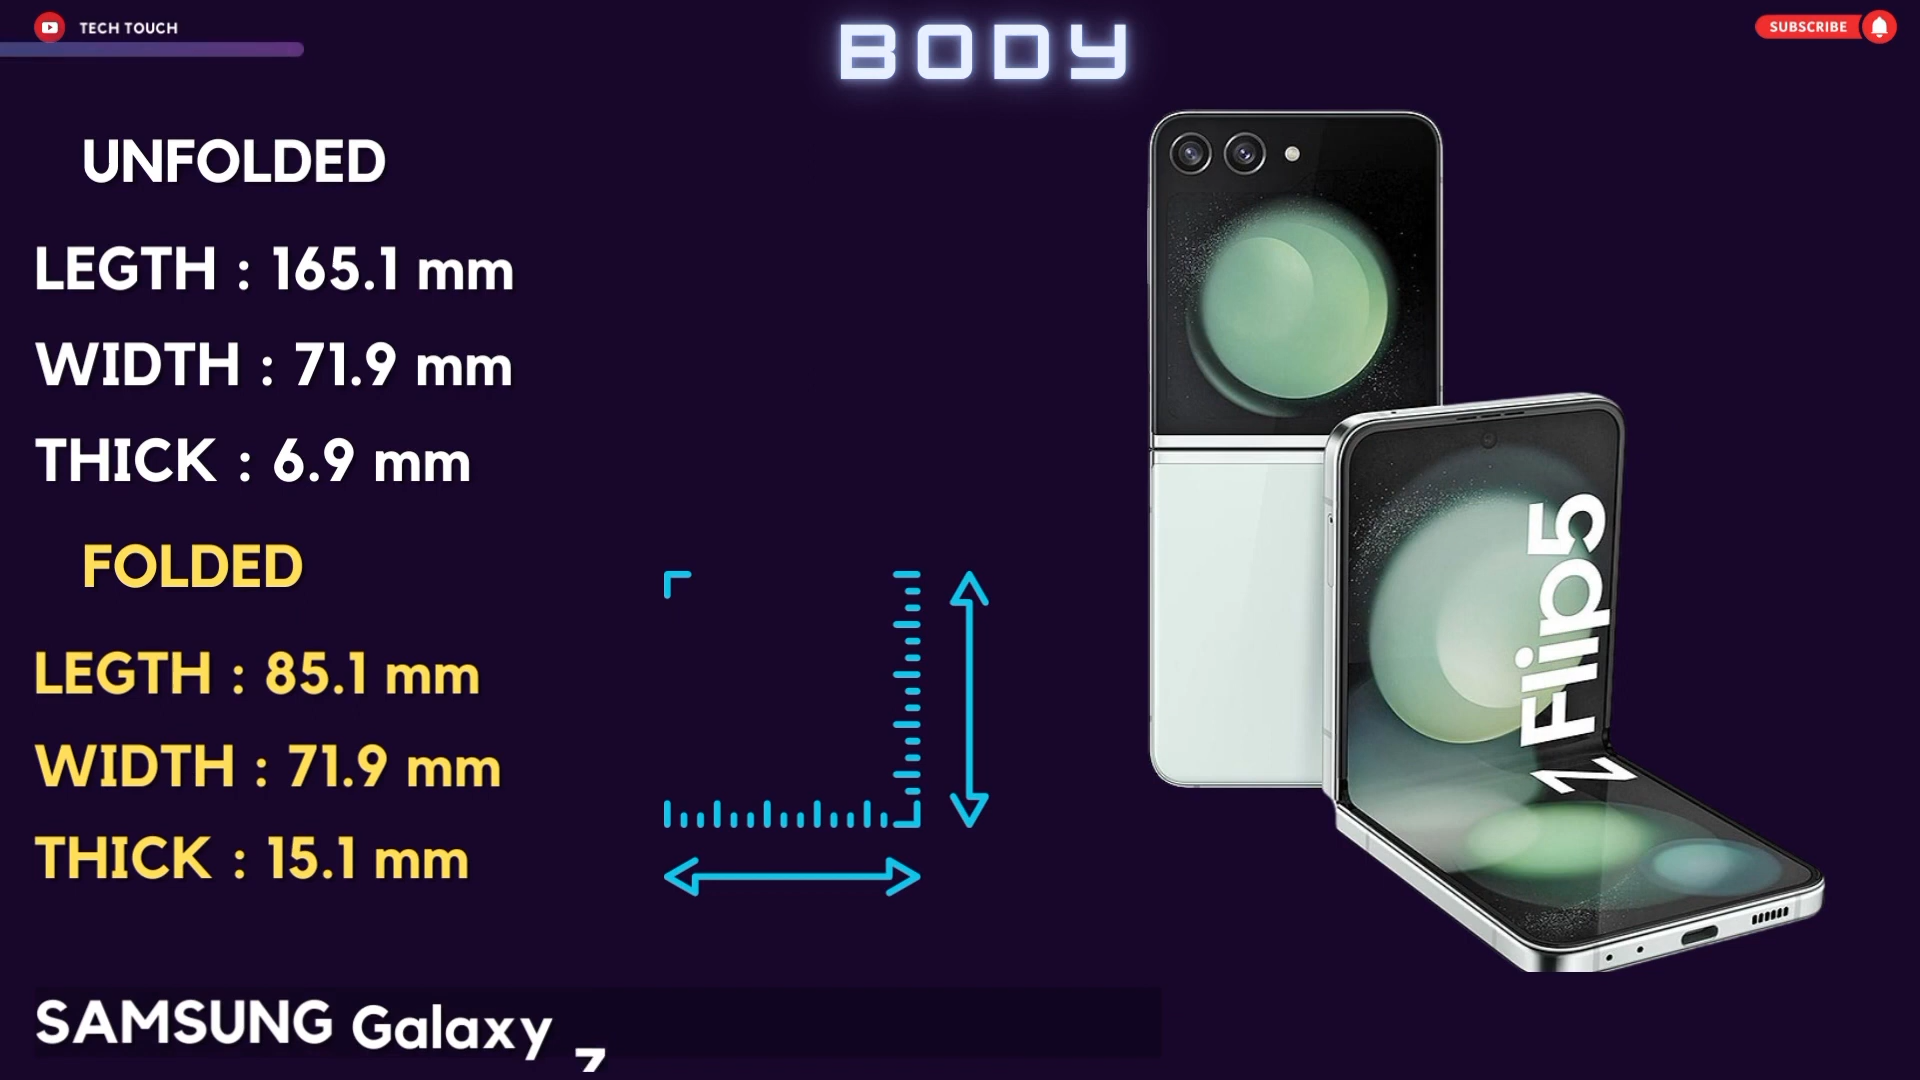 TECH TOUCH
BODY
SUBSCRIBE
UNFOLDED
LEGTH : 165.1 mm
WIDTH : 71.9 mm
THICK : 6.9 mm
FOLDED
LEGTH : 85.1 mm
WIDTH : 71.9 mm
THICK : 15.1 mm
Z Flip5
SAMSUNG Galaxy